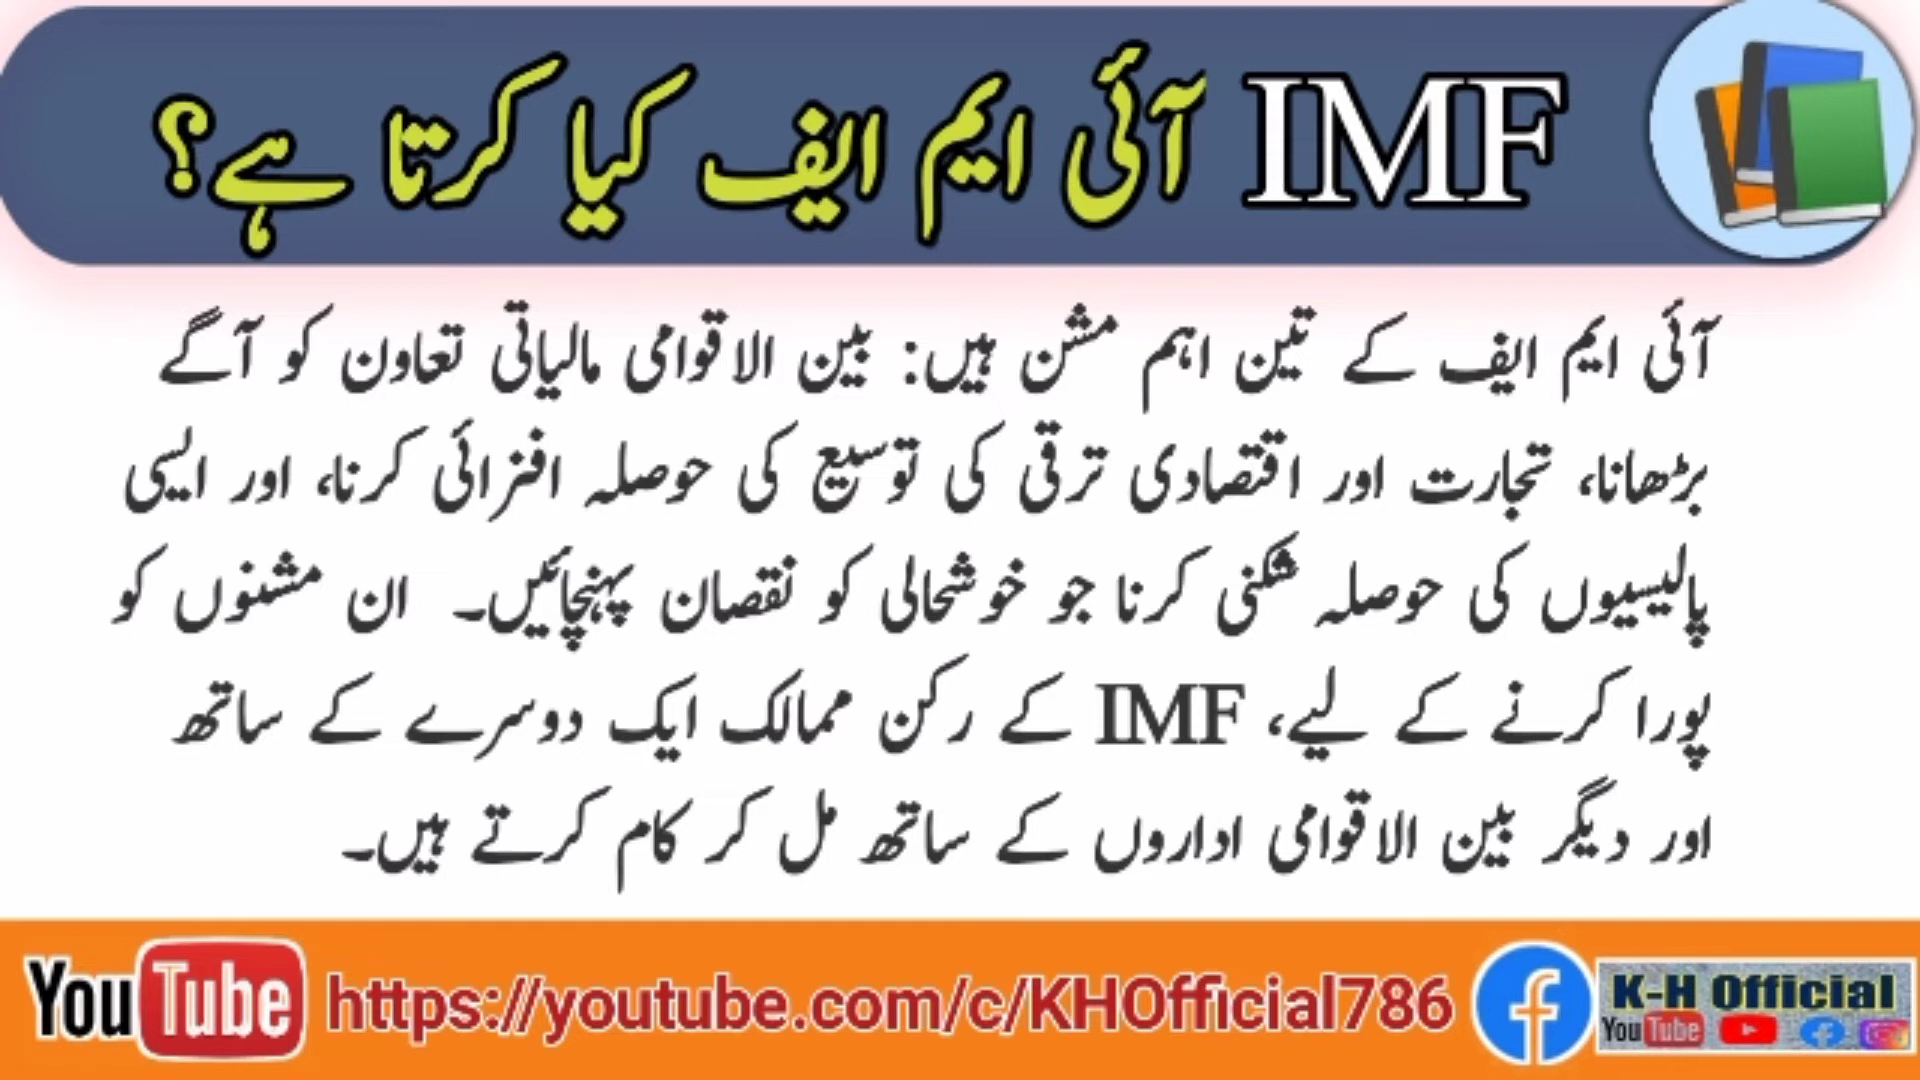 IMF آئی ایم ایف کیا کرتا ہے؟
آئی ایم ایف کے تین اہم مشن ہیں: بین الاقوامی مالیاتی تعاون کو آگے
بڑھانا، تجارت اور اقتصادی ترقی کی توسیع کی حوصلہ افزائی کرنا، اور ایسی
پالیسیوں کی حوصلہ شکنی کرنا جو خوشحالی کو نقصان پہنچائیں۔ ان مشنوں کو
پورا کرنے کے لیے، IMF کے رکن ممالک ایک دوسرے کے ساتھ
اور دیگر بین الاقوامی اداروں کے ساتھ مل کر کام کرتے ہیں۔
YouTube https://youtube.com/c/KHOfficial786
K-H Official
YouTube